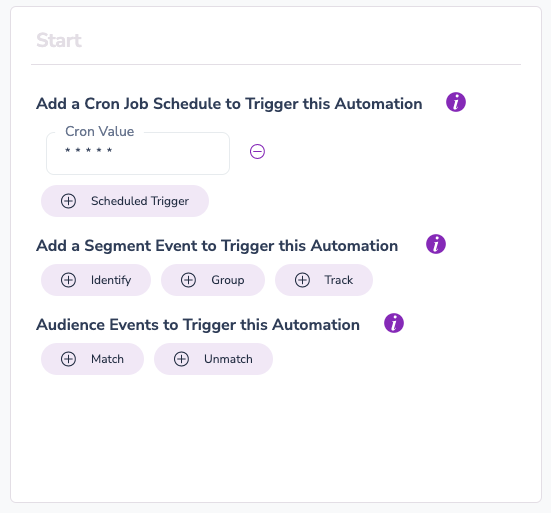 Start
Add a Cron Job Schedule to Trigger this Automation i
Cron Value
* * * * *
Scheduled Trigger
Add a Segment Event to Trigger this Automation i
Identify Group Track
Audience Events to Trigger this Automation i
Match Unmatch